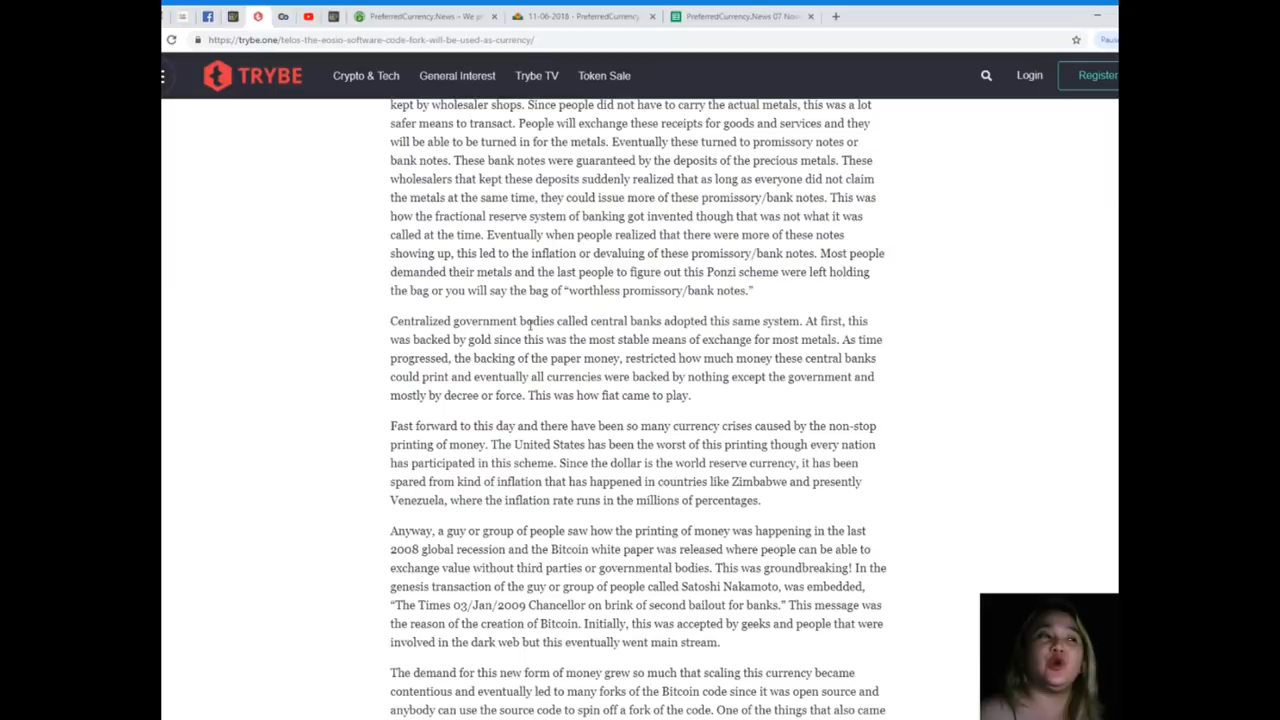 PreferredCurrency.News – We pr
11-06-2018 - PreferredCurrency
PreferredCurrency.News 07 Nov
https://trybe.one/telos-the-eosio-software-code-fork-will-be-used-as-currency/
Paus
TRYBE
Crypto & Tech
General Interest
Trybe TV
Token Sale
Login
Register
kept by wholesaler shops. Since people did not have to carry the actual metals, this was a lot
safer means to transact. People will exchange these receipts for goods and services and they
will be able to be turned in for the metals. Eventually these turned to promissory notes or
bank notes. These bank notes were guaranteed by the deposits of the precious metals. These
wholesalers that kept these deposits suddenly realized that as long as everyone did not claim
the metals at the same time, they could issue more of these promissory/bank notes. This was
how the fractional reserve system of banking got invented though that was not what it was
called at the time. Eventually when people realized that there were more of these notes
showing up, this led to the inflation or devaluing of these promissory/bank notes. Most people
demanded their metals and the last people to figure out this Ponzi scheme were left holding
the bag or you will say the bag of “worthless promissory/bank notes.”
Centralized government bodies called central banks adopted this same system. At first, this
was backed by gold since this was the most stable means of exchange for most metals. As time
progressed, the backing of the paper money, restricted how much money these central banks
could print and eventually all currencies were backed by nothing except the government and
mostly by decree or force. This was how fiat came to play.
Fast forward to this day and there have been so many currency crises caused by the non-stop
printing of money. The United States has been the worst of this printing though every nation
has participated in this scheme. Since the dollar is the world reserve currency, it has been
spared from kind of inflation that has happened in countries like Zimbabwe and presently
Venezuela, where the inflation rate runs in the millions of percentages.
Anyway, a guy or group of people saw how the printing of money was happening in the last
2008 global recession and the Bitcoin white paper was released where people can be able to
exchange value without third parties or governmental bodies. This was groundbreaking! In the
genesis transaction of the guy or group of people called Satoshi Nakamoto, was embedded,
“The Times 03/Jan/2009 Chancellor on brink of second bailout for banks.” This message was
the reason of the creation of Bitcoin. Initially, this was accepted by geeks and people that were
involved in the dark web but this eventually went main stream.
The demand for this new form of money grew so much that scaling this currency became
contentious and eventually led to many forks of the Bitcoin code since it was open source and
anybody can use the source code to spin off a fork of the code. One of the things that also came